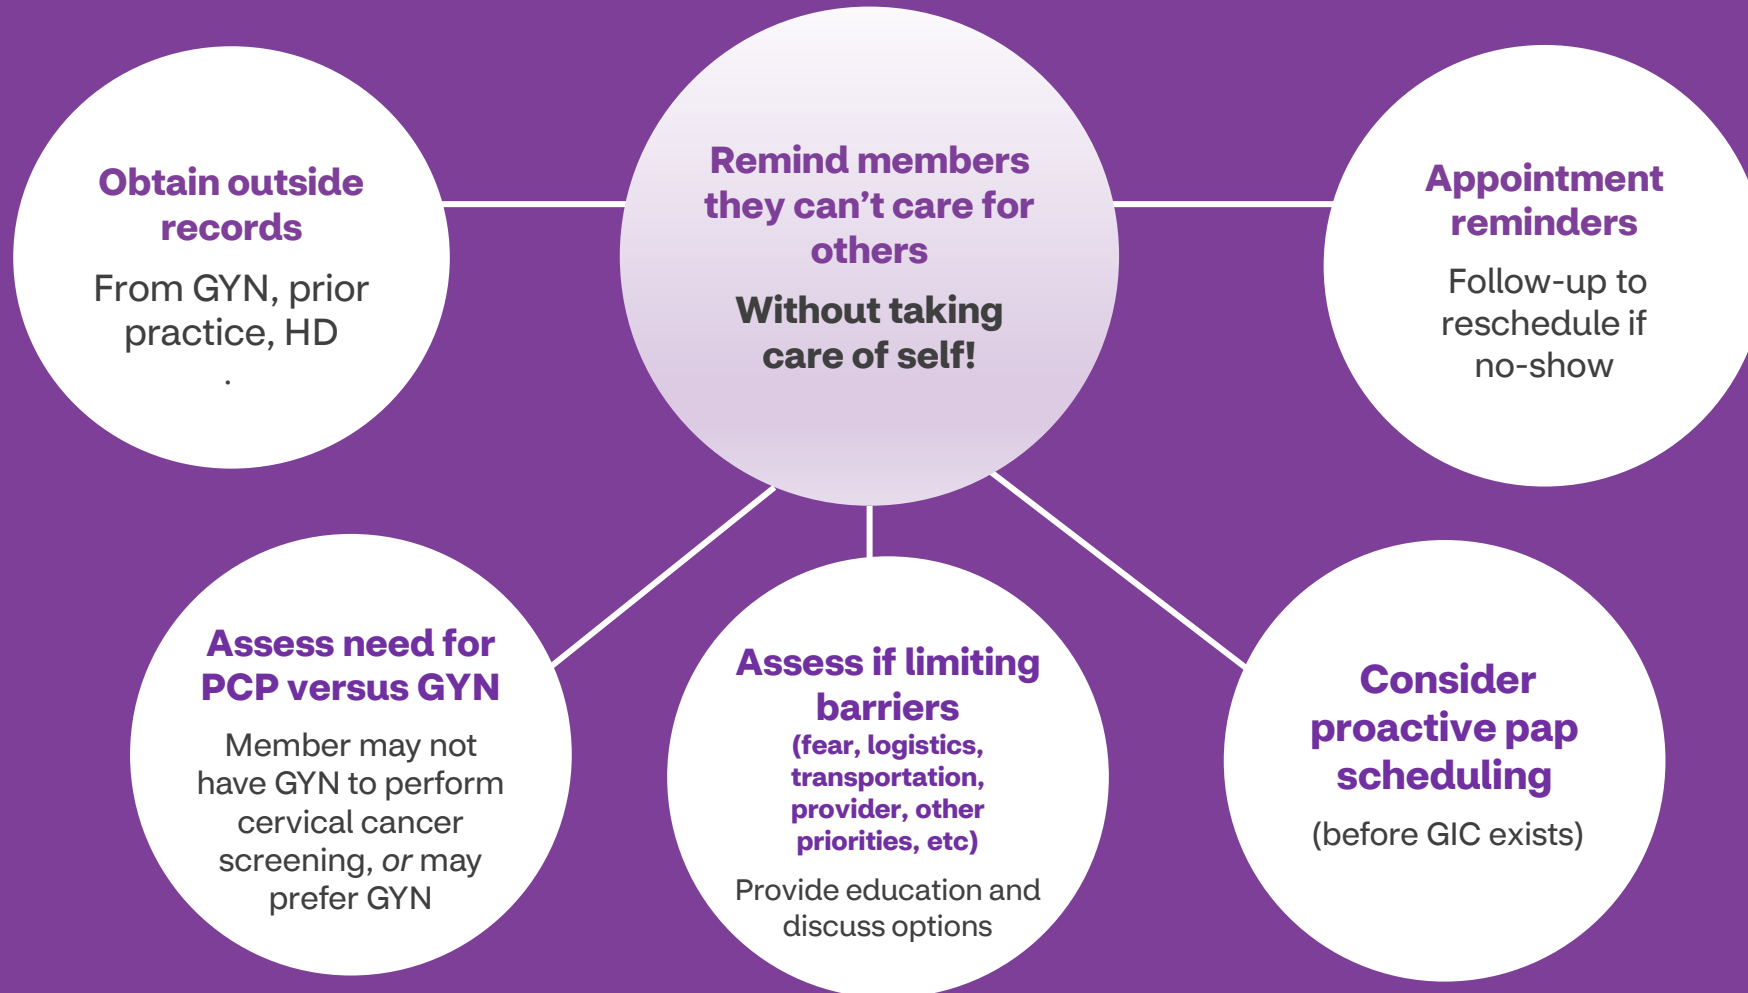 Obtain outside
records
From GYN, prior
practice, HD
.
Remind members
they can’t care for
others
Without taking
care of self!
Appointment
reminders
Follow-up to
reschedule if
no-show
Assess need for
PCP versus GYN
Member may not
have GYN to perform
cervical cancer
screening, or may
prefer GYN
Assess if limiting
barriers
(fear, logistics,
transportation,
provider, other
priorities, etc)
Provide education and
discuss options
Consider
proactive pap
scheduling
(before GIC exists)